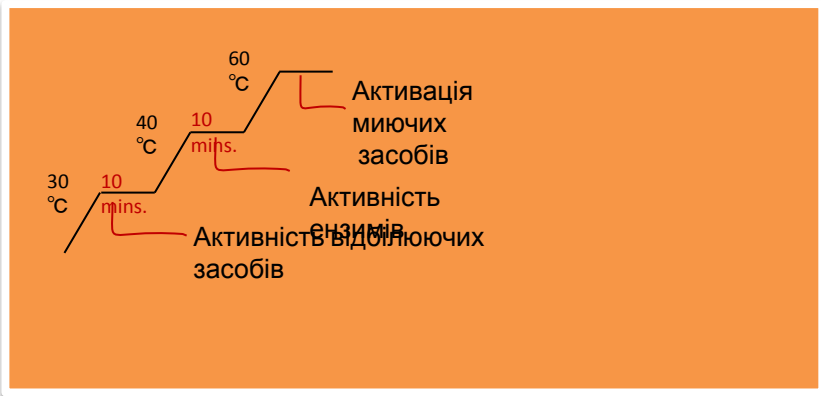 60
°C
Активація
миючих
засобів
40
°C
10
mins.
30
°C
10
mins.
Активність
ензимів
Активність відбілюючих
засобів